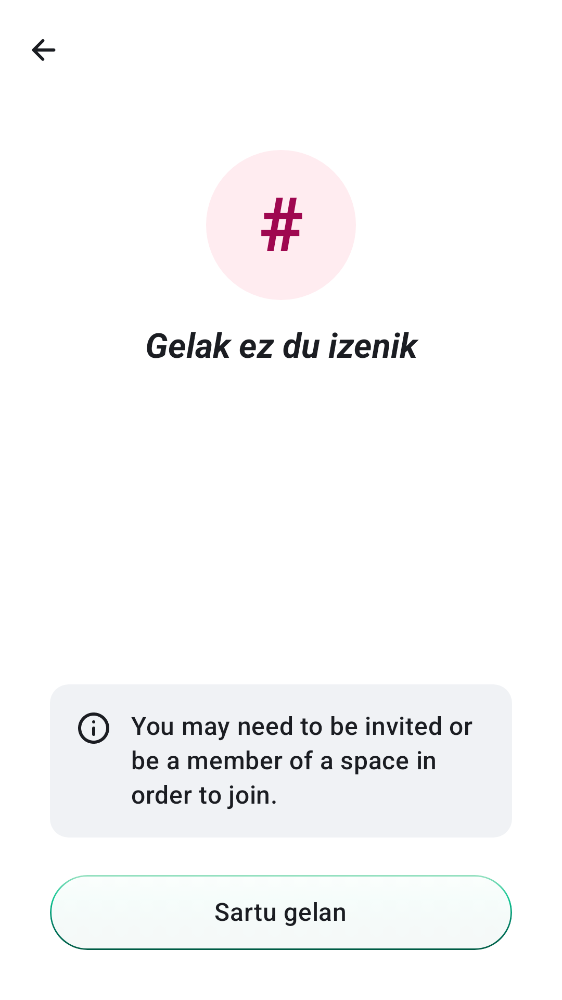 #
Gelak ez du izenik
You may need to be invited or
be a member of a space in
order to join.
Sartu gelan